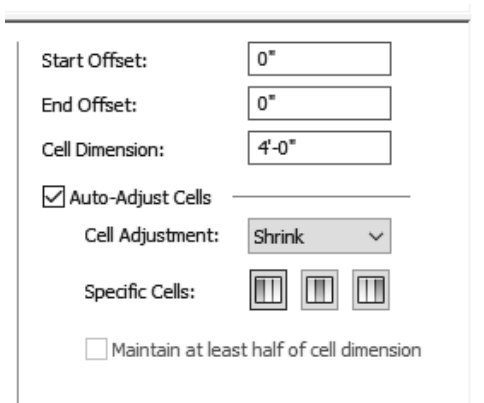 Start Offset:
0"
End Offset:
0"
Cell Dimension:
4'-0"
Auto-Adjust Cells
Cell Adjustment:
Shrink
Specific Cells:
Maintain at least half of cell dimension